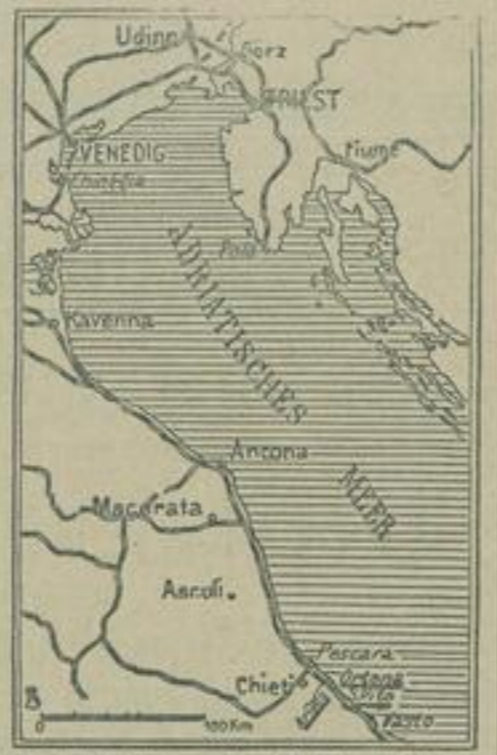 Udine
Görz
TRIEST
VENEDIG
Fiume
Chioggia
Pola
ADRIATISCHES
MEER
Ravenna
Ancona
Macerata
Ascoli
Pescara
Ortona
Chieti
Vito
Vasto
0 100 Km